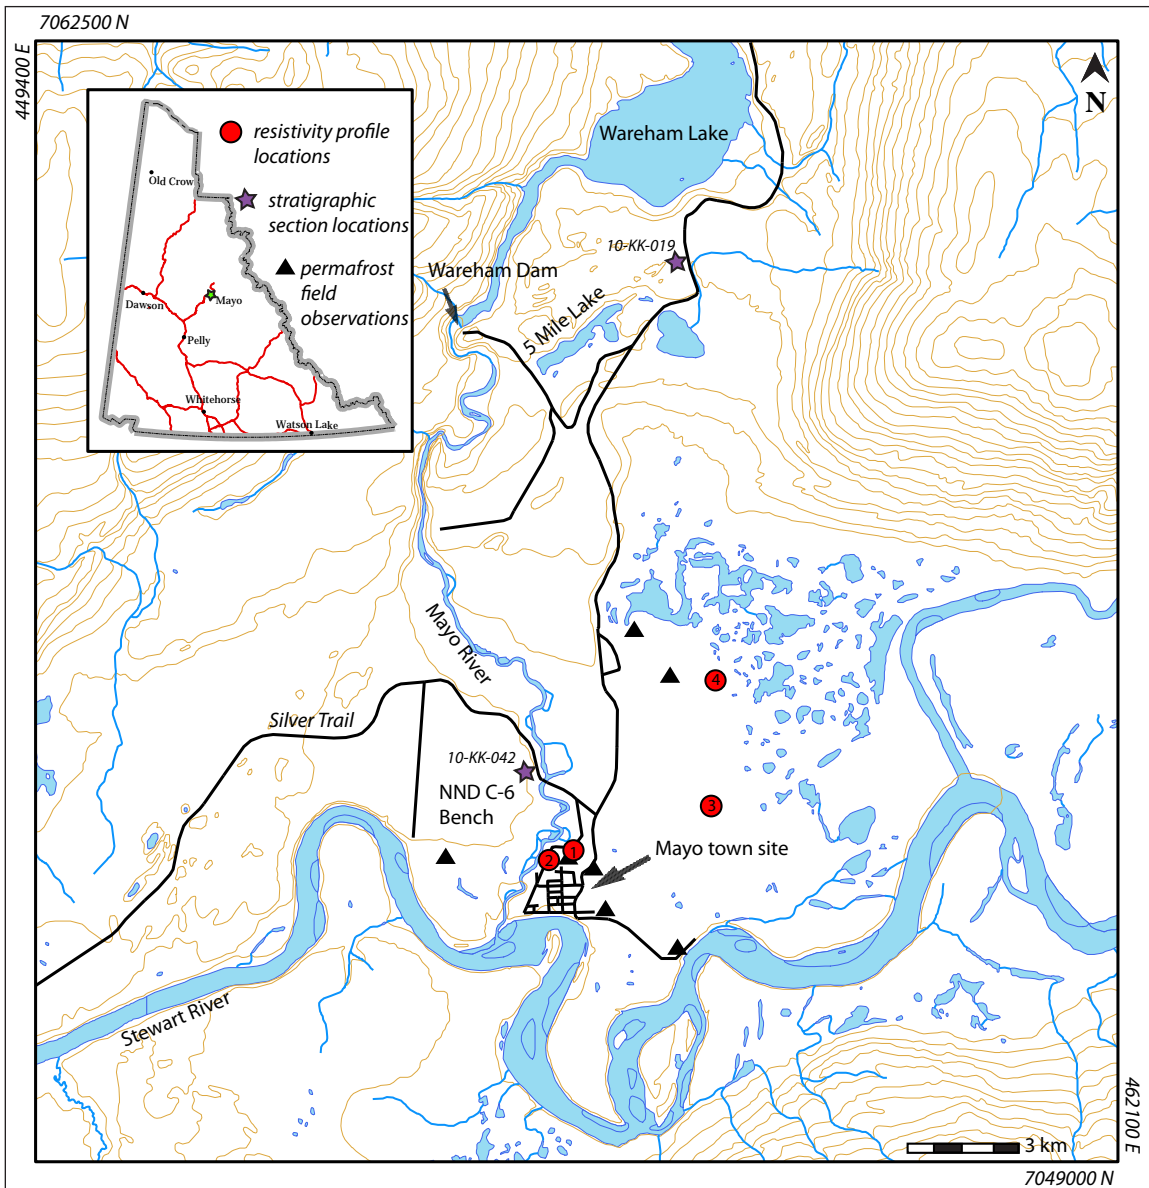 7062500 N
449400 E
N
resistivity profile
locations
stratigraphic
section locations
permafrost
field
observations
Old Crow
Dawson
Mayo
Pelly
Whitehorse
Watson Lake
Wareham Lake
10-KK-019
Wareham Dam
5 Mile Lake
Mayo River
4
Silver Trail
10-KK-042
NND C-6
Bench
3
1
2
Mayo town site
Stewart River
3 km
462100 E
7049000 N